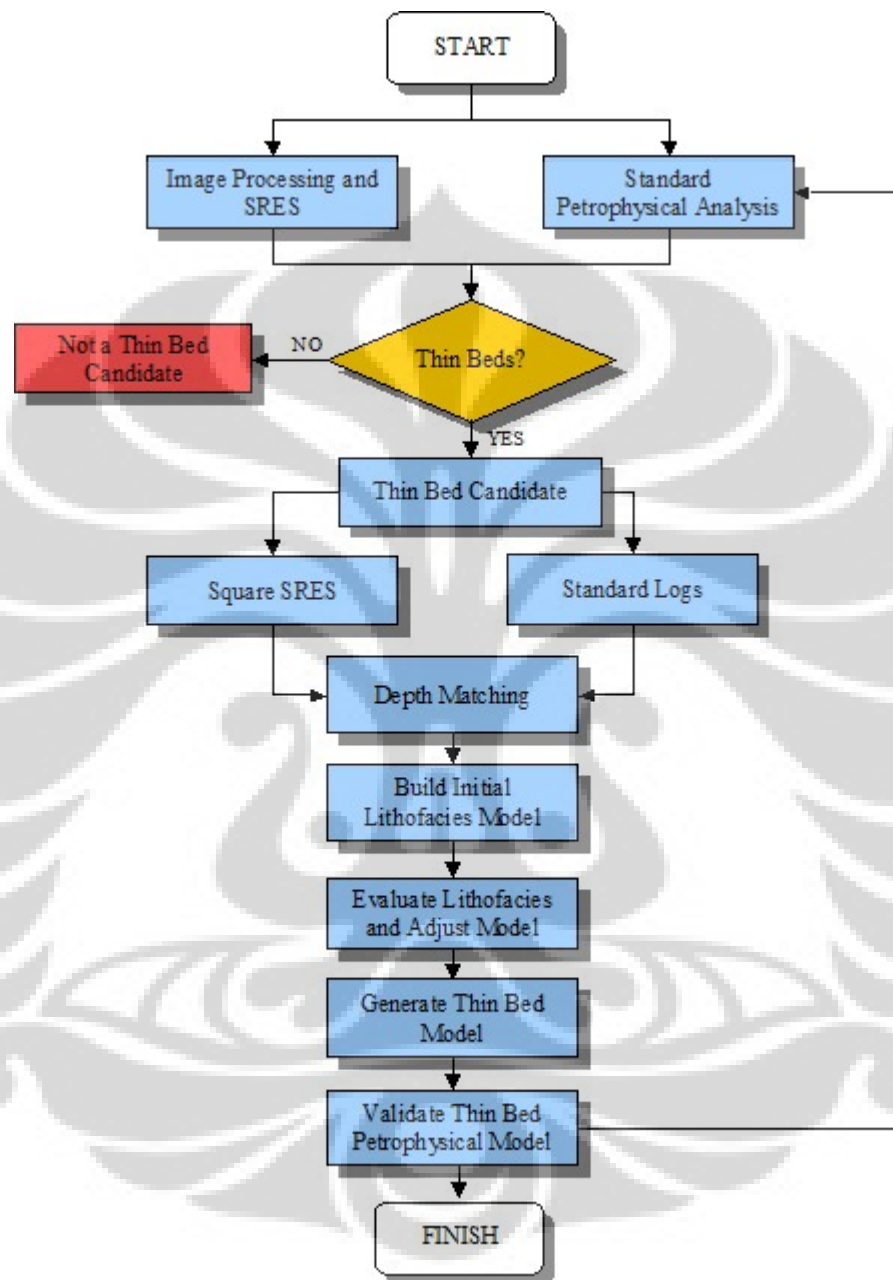 START
Image Processing and
SRES
Standard
Petrophysical Analysis
Not a Thin Bed
Candidate
NO
Thin Beds?
YES
Thin Bed Candidate
Square SRES
Standard Logs
Depth Matching
Build Initial
Lithofacies Model
Evaluate Lithofacies
and Adjust Model
Generate Thin Bed
Model
Validate Thin Bed
Petrophysical Model
FINISH